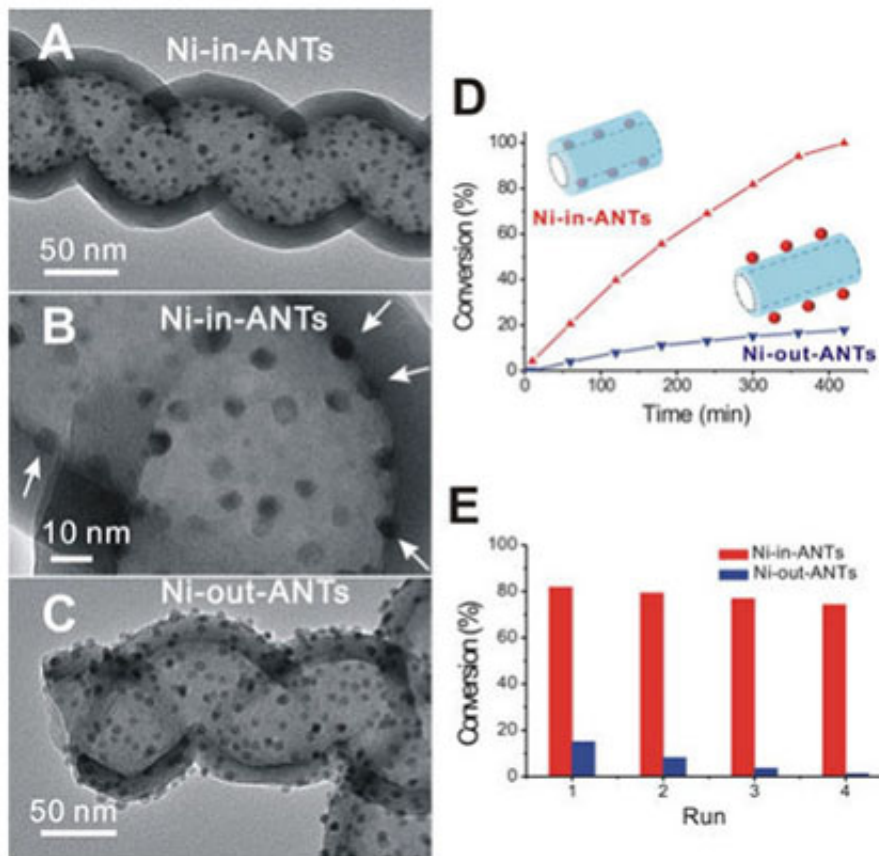 A
Ni-in-ANTs
50 nm
B
Ni-in-ANTs
10 nm
C
Ni-out-ANTs
50 nm
D
Conversion (%)
100
80
60
40
20
0
Ni-in-ANTs
Ni-out-ANTs
0 100 200 300 400
Time (min)
E
Conversion (%)
100
80
60
40
20
0
Ni-in-ANTs
Ni-out-ANTs
1 2 3 4
Run